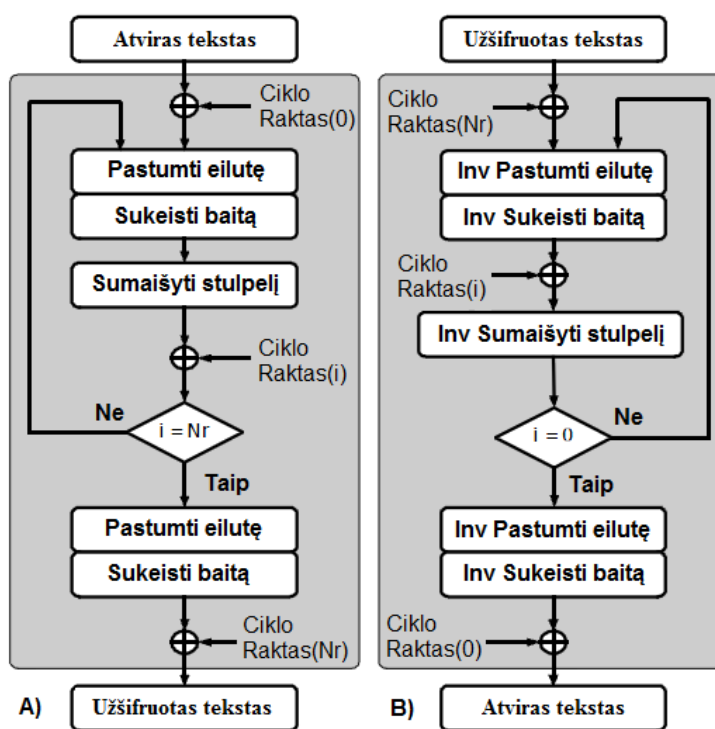 Atviras tekstas
Ciklo
Raktas(0)
Pastumti eilutę
Sukeisti baitą
Sumaišyti stulpelį
Ciklo
Raktas(i)
Ne
i = Nr
Taip
Pastumti eilutę
Sukeisti baitą
Ciklo
Raktas(Nr)
A)
Užšifruotas tekstas
Užšifruotas tekstas
Ciklo
Raktas(Nr)
Inv Pastumti eilutę
Inv Sukeisti baitą
Ciklo
Raktas(i)
Inv Sumaišyti stulpelį
Ne
i = 0
Taip
Inv Pastumti eilutę
Inv Sukeisti baitą
Ciklo
Raktas(0)
B)
Atviras tekstas